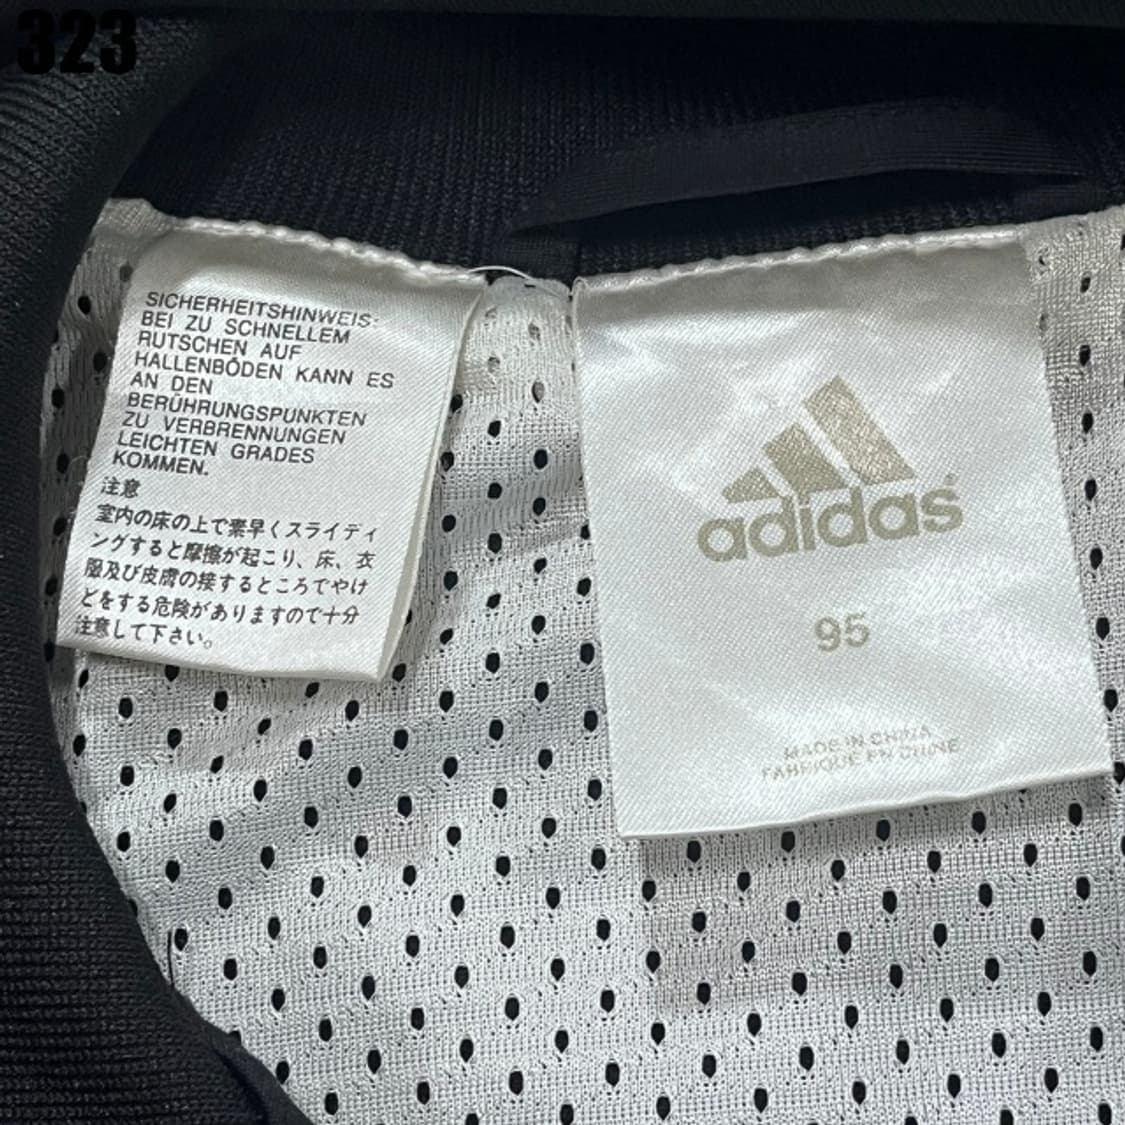 323
SICHERHEITSHINWEIS:
BEI ZU SCHNELLEM
RUTSCHEN AUF
HALLENBÖDEN KANN ES
AN DEN
BERÜHRUNGSPUNKTEN
ZU VERBRENNUNGEN
LEICHTEN GRADES
KOMMEN.
注意
室内の床の上で素早くスライディ
ングすると摩擦が起こり、床、衣
服及び皮膚の接するところでやけ
どをする危険がありますので十分
注意して下さい。
adidas®
95
MADE IN CHINA
FABRIQUE EN CHINE